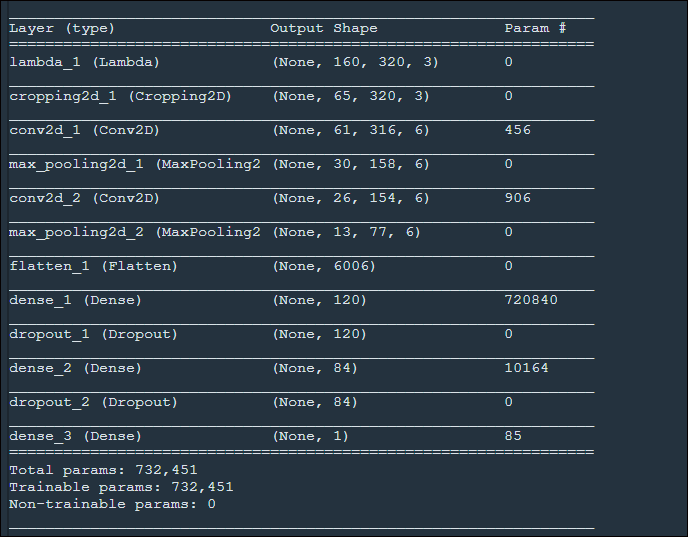 Layer (type) Output Shape Param #
lambda_1 (Lambda) (None, 160, 320, 3) 0
cropping2d_1 (Cropping2D) (None, 65, 320, 3) 0
conv2d_1 (Conv2D) (None, 61, 316, 6) 456
max_pooling2d_1 (MaxPooling2 (None, 30, 158, 6) 0
conv2d_2 (Conv2D) (None, 26, 154, 6) 906
max_pooling2d_2 (MaxPooling2 (None, 13, 77, 6) 0
flatten_1 (Flatten) (None, 6006) 0
dense_1 (Dense) (None, 120) 720840
dropout_1 (Dropout) (None, 120) 0
dense_2 (Dense) (None, 84) 10164
dropout_2 (Dropout) (None, 84) 0
dense_3 (Dense) (None, 1) 85
Total params: 732,451
Trainable params: 732,451
Non-trainable params: 0